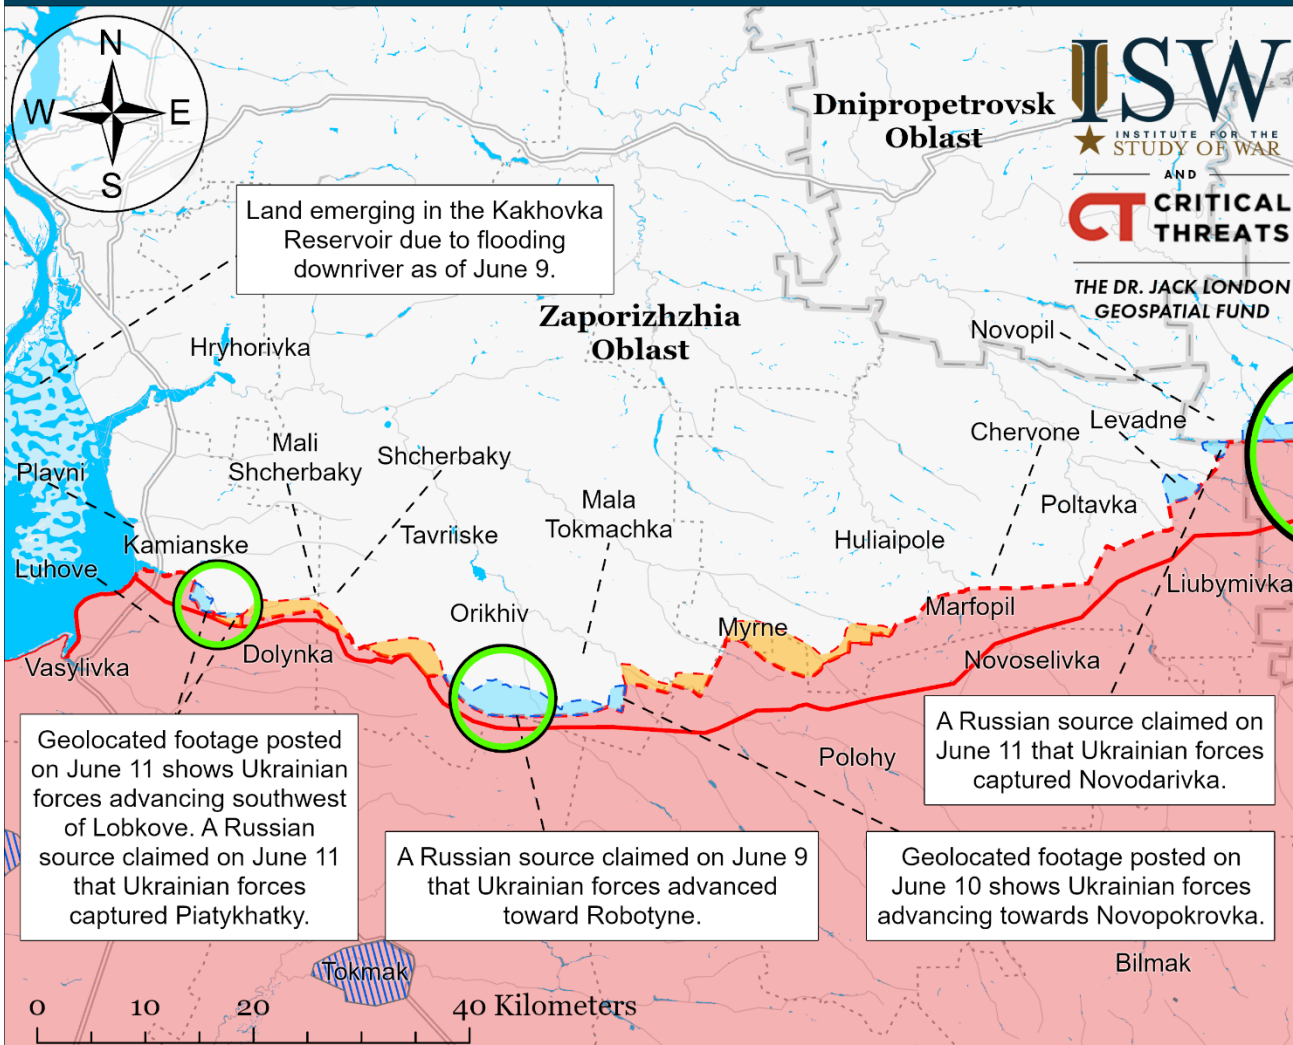 N
W
E
S
ISW
INSTITUTE FOR THE
STUDY OF WAR
AND
CT CRITICAL
THREATS
THE DR. JACK LONDON
GEOSPATIAL FUND
Dnipropetrovsk
Oblast
Land emerging in the Kakhovka
Reservoir due to flooding
downriver as of June 9.
Zaporizhzhia
Oblast
Novopil
Hryhorivka
Levadne
Chervone
Mali
Shcherbaky
Shcherbaky
Plavni
Mala
Tokmachka
Poltavka
Tavriiske
Huliaipole
Kamianske
Luhove
Liubymivka
Orikhiv
Marfopil
Myrne
Dolynka
Vasylivka
Novoselivka
Polohy
A Russian source claimed on
June 11 that Ukrainian forces
captured Novodarivka.
Geolocated footage posted
on June 11 shows Ukrainian
forces advancing southwest
of Lobkove. A Russian
source claimed on June 11
that Ukrainian forces
captured Piatykhatky.
A Russian source claimed on June 9
that Ukrainian forces advanced
toward Robotyne.
Geolocated footage posted on
June 10 shows Ukrainian forces
advancing towards Novopokrovka.
Tokmak
Bilmak
0 10 20 40 Kilometers